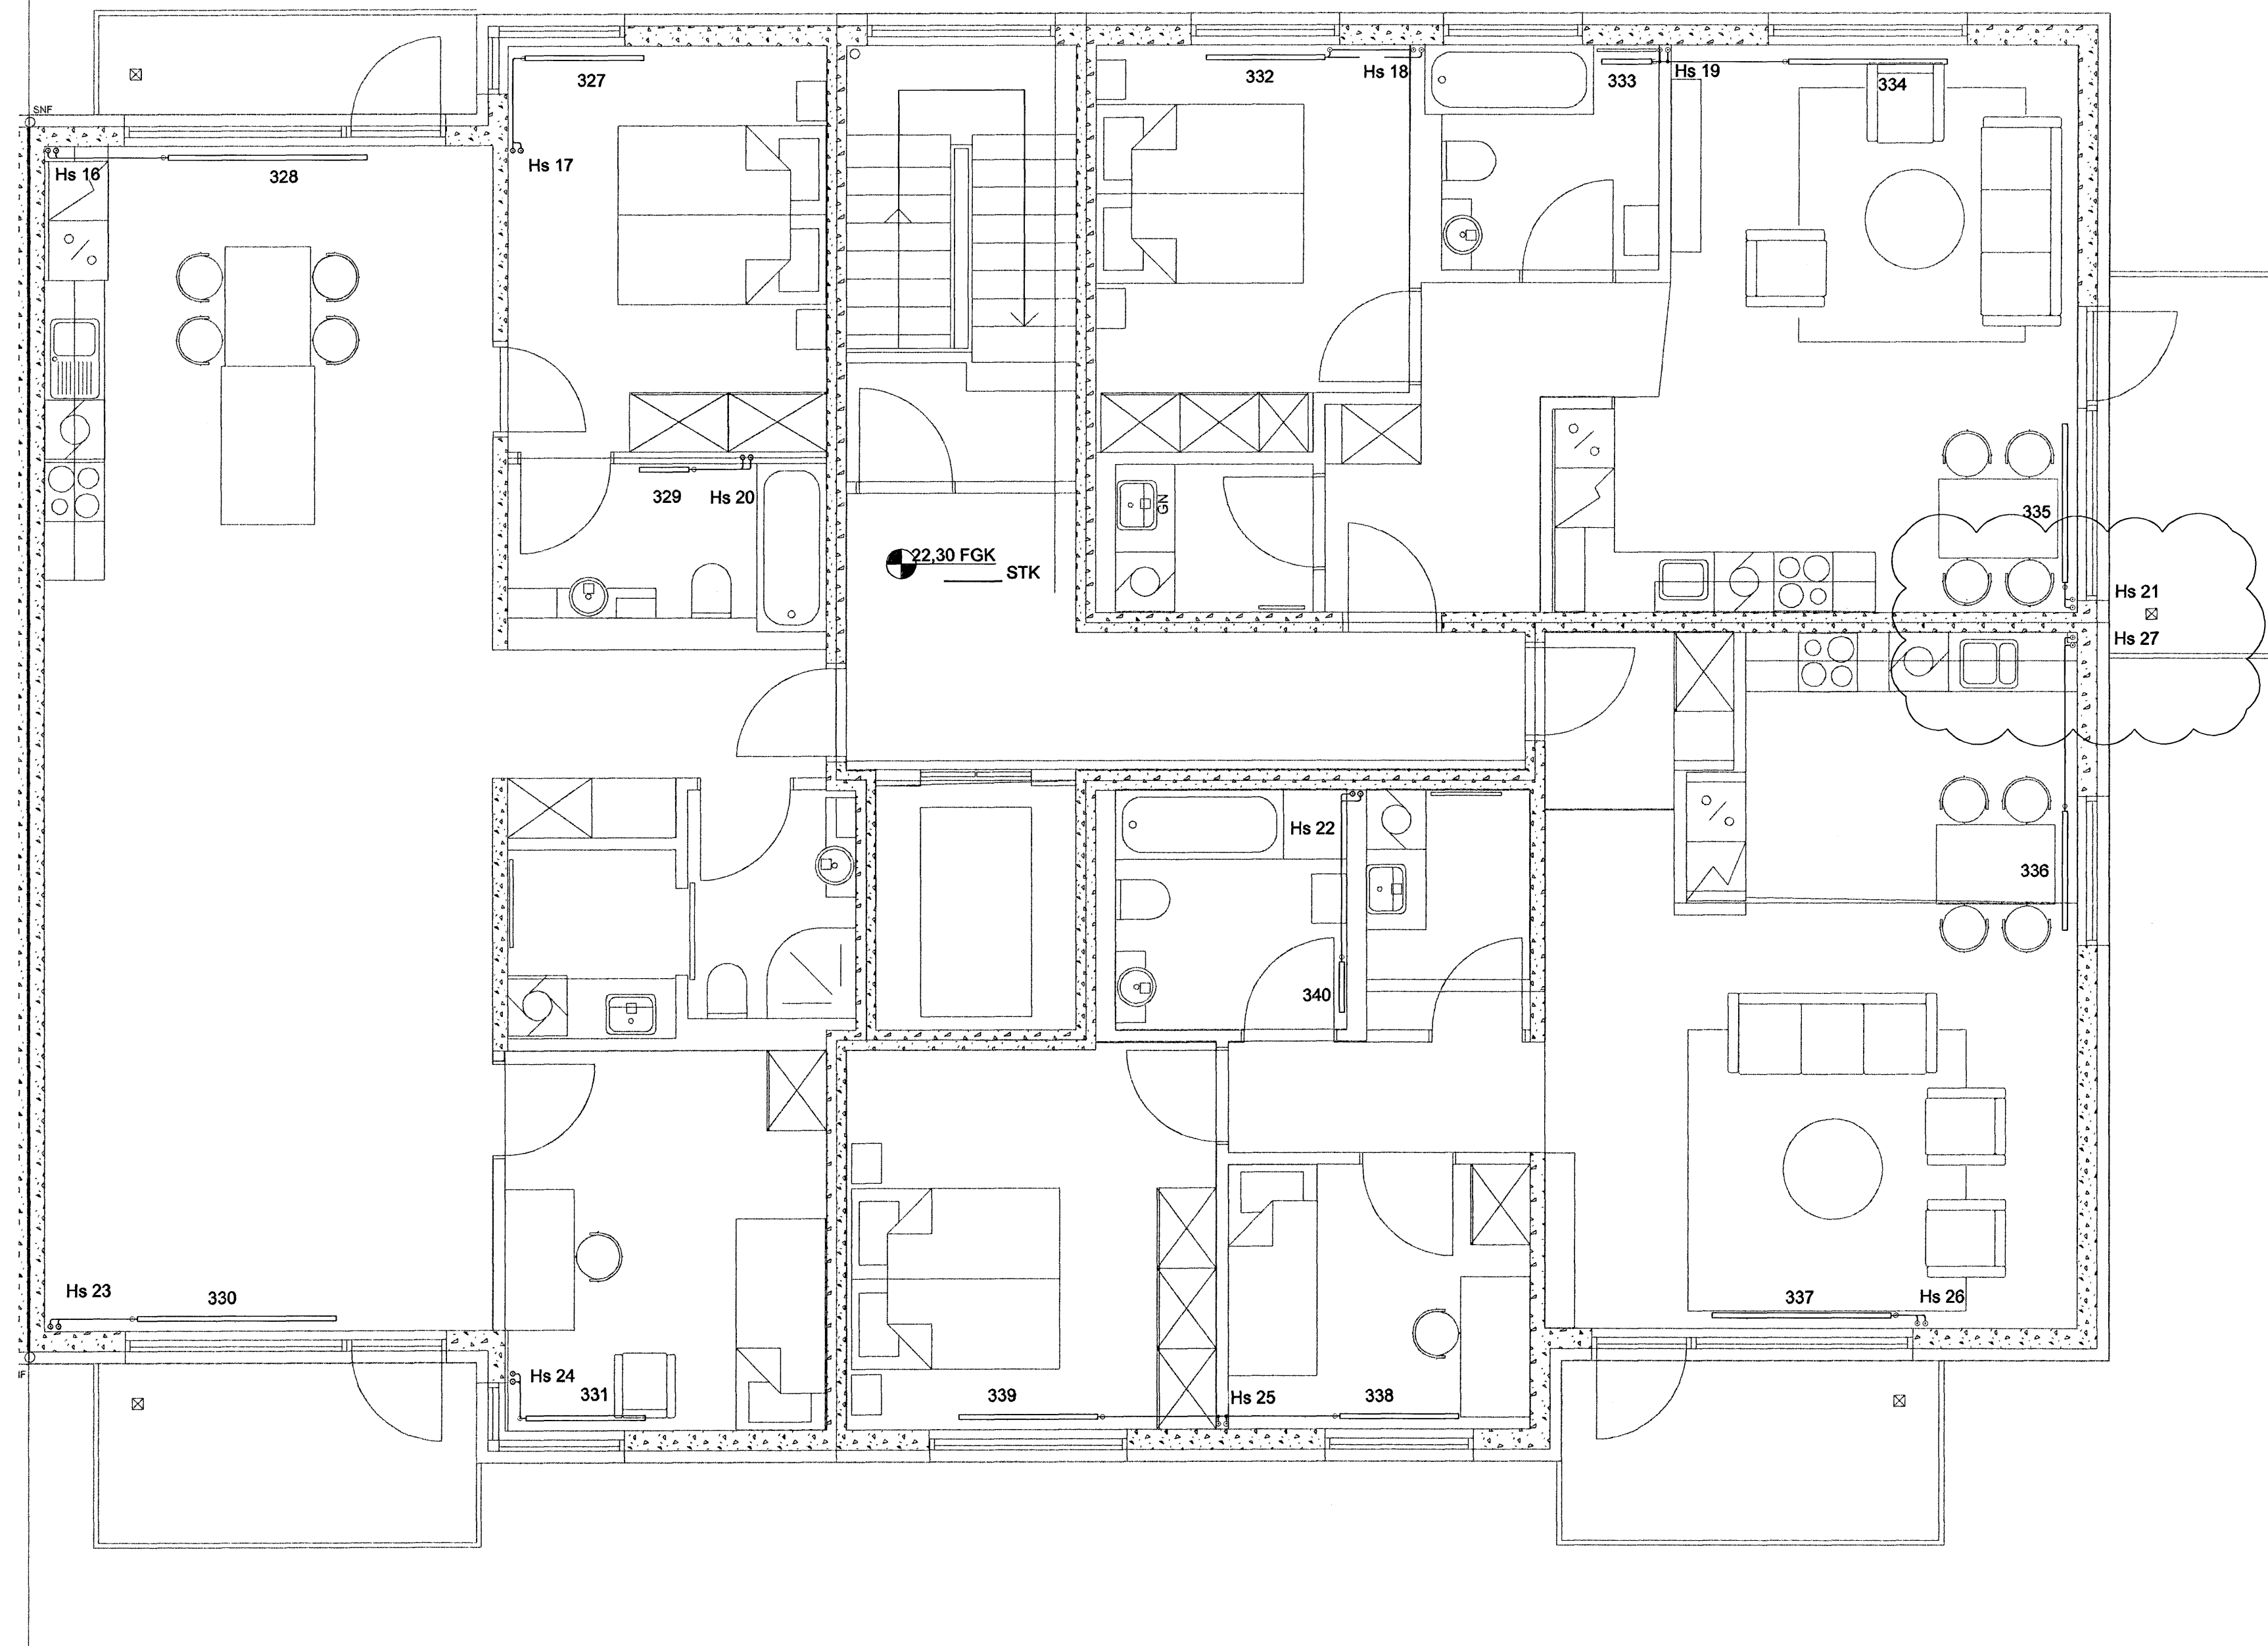 327
332
Hs 18
333
Hs 19
334
SNF
Hs 16
328
Hs 17
329
Hs 20
GN
335
22,30 FGK
STK
Hs 21
Hs 27
Hs 22
336
340
Hs 23
330
337
Hs 26
IF
Hs 24
331
339
Hs 25
338